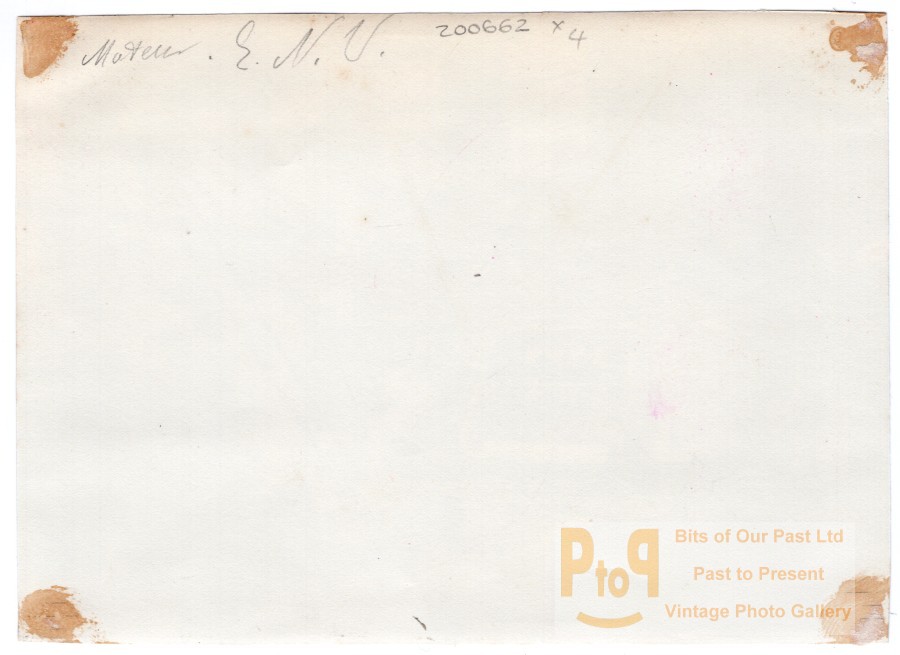 Moteur. E. N. V. 200662 x 4
PtoP
Bits of Our Past Ltd
Past to Present
Vintage Photo Gallery